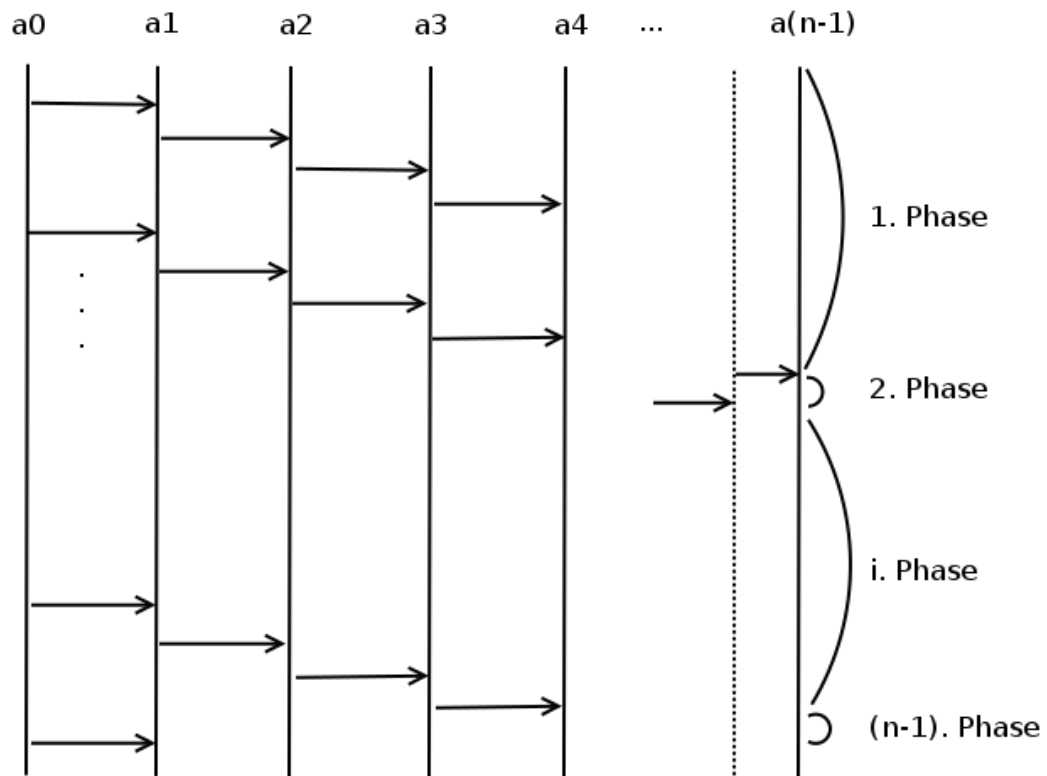 a0 a1 a2 a3 a4 ... a(n-1)
1. Phase
.
.
.
2. Phase
i. Phase
(n-1). Phase